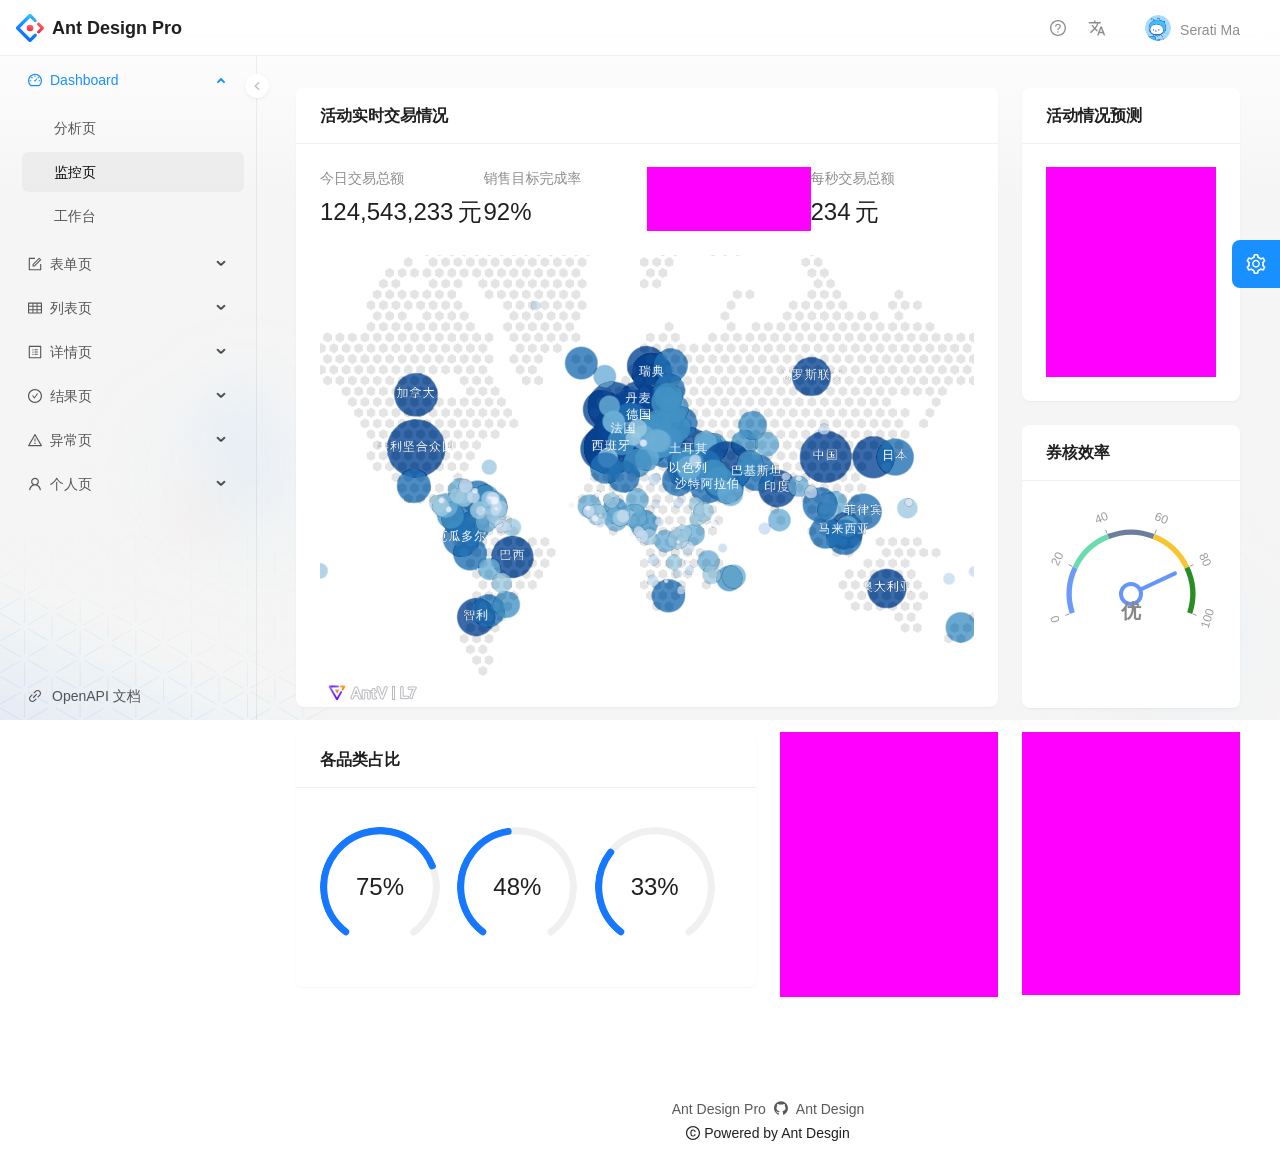 Ant Design Pro
Serati Ma
Dashboard
分析页
监控页
工作台
表单页
列表页
详情页
结果页
异常页
个人页
OpenAPI 文档
活动实时交易情况
今日交易总额
124,543,233 元
销售目标完成率
92%
每秒交易总额
234 元
瑞典
丹麦
德国
法国
西班牙
土耳其
以色列
沙特阿拉伯
巴基斯坦
印度
中国
日本
菲律宾
马来西亚
澳大利亚
加拿大
利坚合众
瓜多尔
巴西
智利
罗斯联
AntV | L7
活动情况预测
券核效率
0
20
40
60
80
100
优
各品类占比
75%
48%
33%
Ant Design Pro Ant Design
© Powered by Ant Desgin